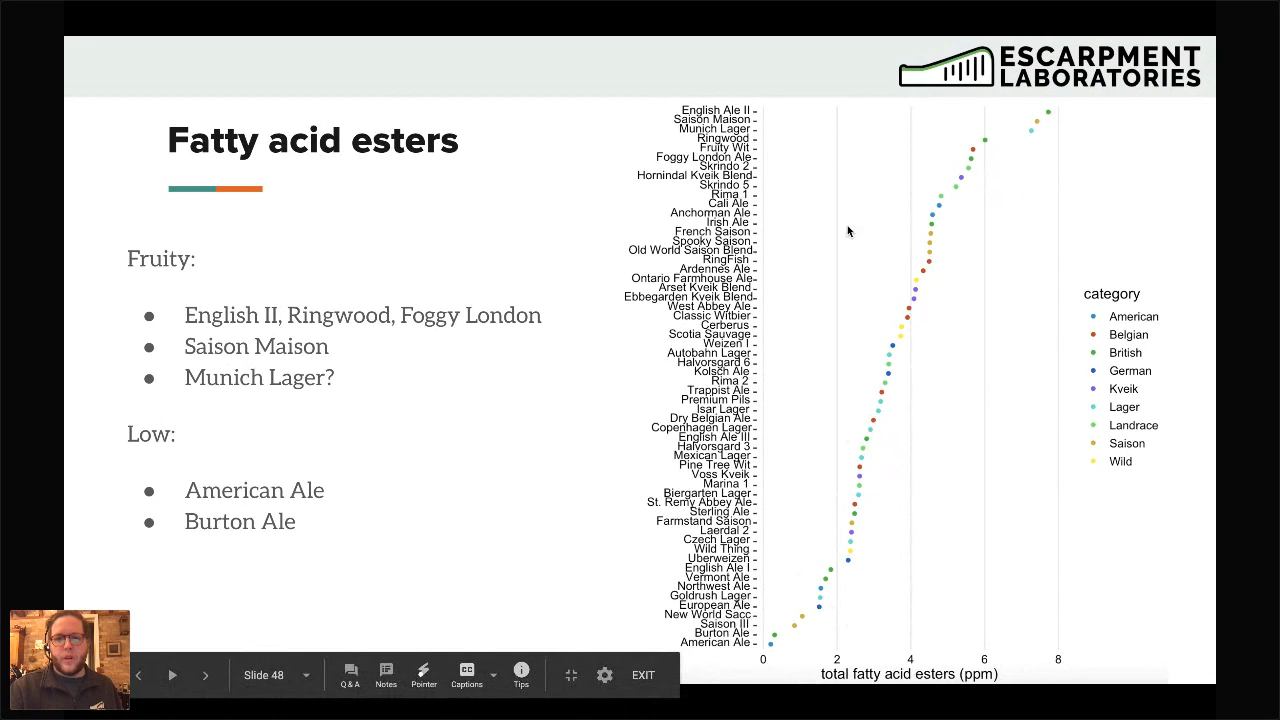 ESCARPMENT
LABORATORIES
Fatty acid esters
Fruity:
● English II, Ringwood, Foggy London
● Saison Maison
● Munich Lager?
Low:
● American Ale
● Burton Ale
English Ale II
Saison Maison
Munich Lager
Ringwood
Fruity Wit
Foggy London Ale
Skrindo 2
Hornindal Kveik Blend
Skrindo 5
Rima 1
Cali Ale
Anchorman Ale
Irish Ale
French Saison
Spooky Saison
Old World Saison Blend
RingFish
Ardennes Ale
Ontario Farmhouse Ale
Arset Kveik Blend
Ebbegarden Kveik Blend
West Abbey Ale
Classic Witbier
Cerberus
Scotia Sauvage
Weizen I
Autobahn Lager
Halvorsgard 6
Kolsch Ale
Rima 2
Trappist Ale
Premium Pils
Isar Lager
Dry Belgian Ale
Copenhagen Lager
English Ale III
Halvorsgard 3
Mexican Lager
Pine Tree Wit
Voss Kveik
Marina 1
Biergarten Lager
St. Remy Abbey Ale
Sterling Ale
Farmstand Saison
Laerdal 2
Czech Lager
Wild Thing
Uberweizen
English Ale I
Vermont Ale
Northwest Ale
Goldrush Lager
European Ale
New World Sacc
Saison III
Burton Ale
American Ale
0 2 4 6 8
total fatty acid esters (ppm)
category
American
Belgian
British
German
Kveik
Lager
Landrace
Saison
Wild
Slide 48
Q & A
Notes
Pointer
CC
Captions
Tips
EXIT